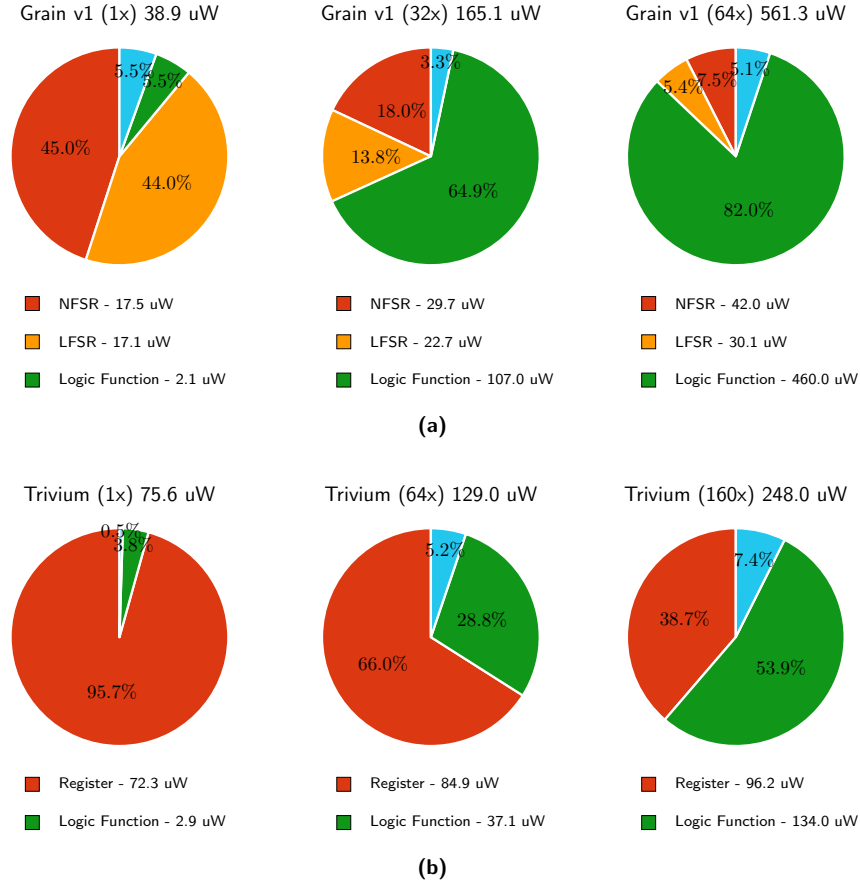 Grain v1 (1x) 38.9 uW
Grain v1 (32x) 165.1 uW
Grain v1 (64x) 561.3 uW
5.5%
5.5%
45.0%
44.0%
3.3%
18.0%
13.8%
64.9%
5.4%
7.5%
5.1%
82.0%
NFSR - 17.5 uW
LFSR - 17.1 uW
Logic Function - 2.1 uW
NFSR - 29.7 uW
LFSR - 22.7 uW
Logic Function - 107.0 uW
NFSR - 42.0 uW
LFSR - 30.1 uW
Logic Function - 460.0 uW
(a)
Trivium (1x) 75.6 uW
Trivium (64x) 129.0 uW
Trivium (160x) 248.0 uW
0.5%
3.8%
95.7%
5.2%
28.8%
66.0%
7.4%
38.7%
53.9%
Register - 72.3 uW
Logic Function - 2.9 uW
Register - 84.9 uW
Logic Function - 37.1 uW
Register - 96.2 uW
Logic Function - 134.0 uW
(b)